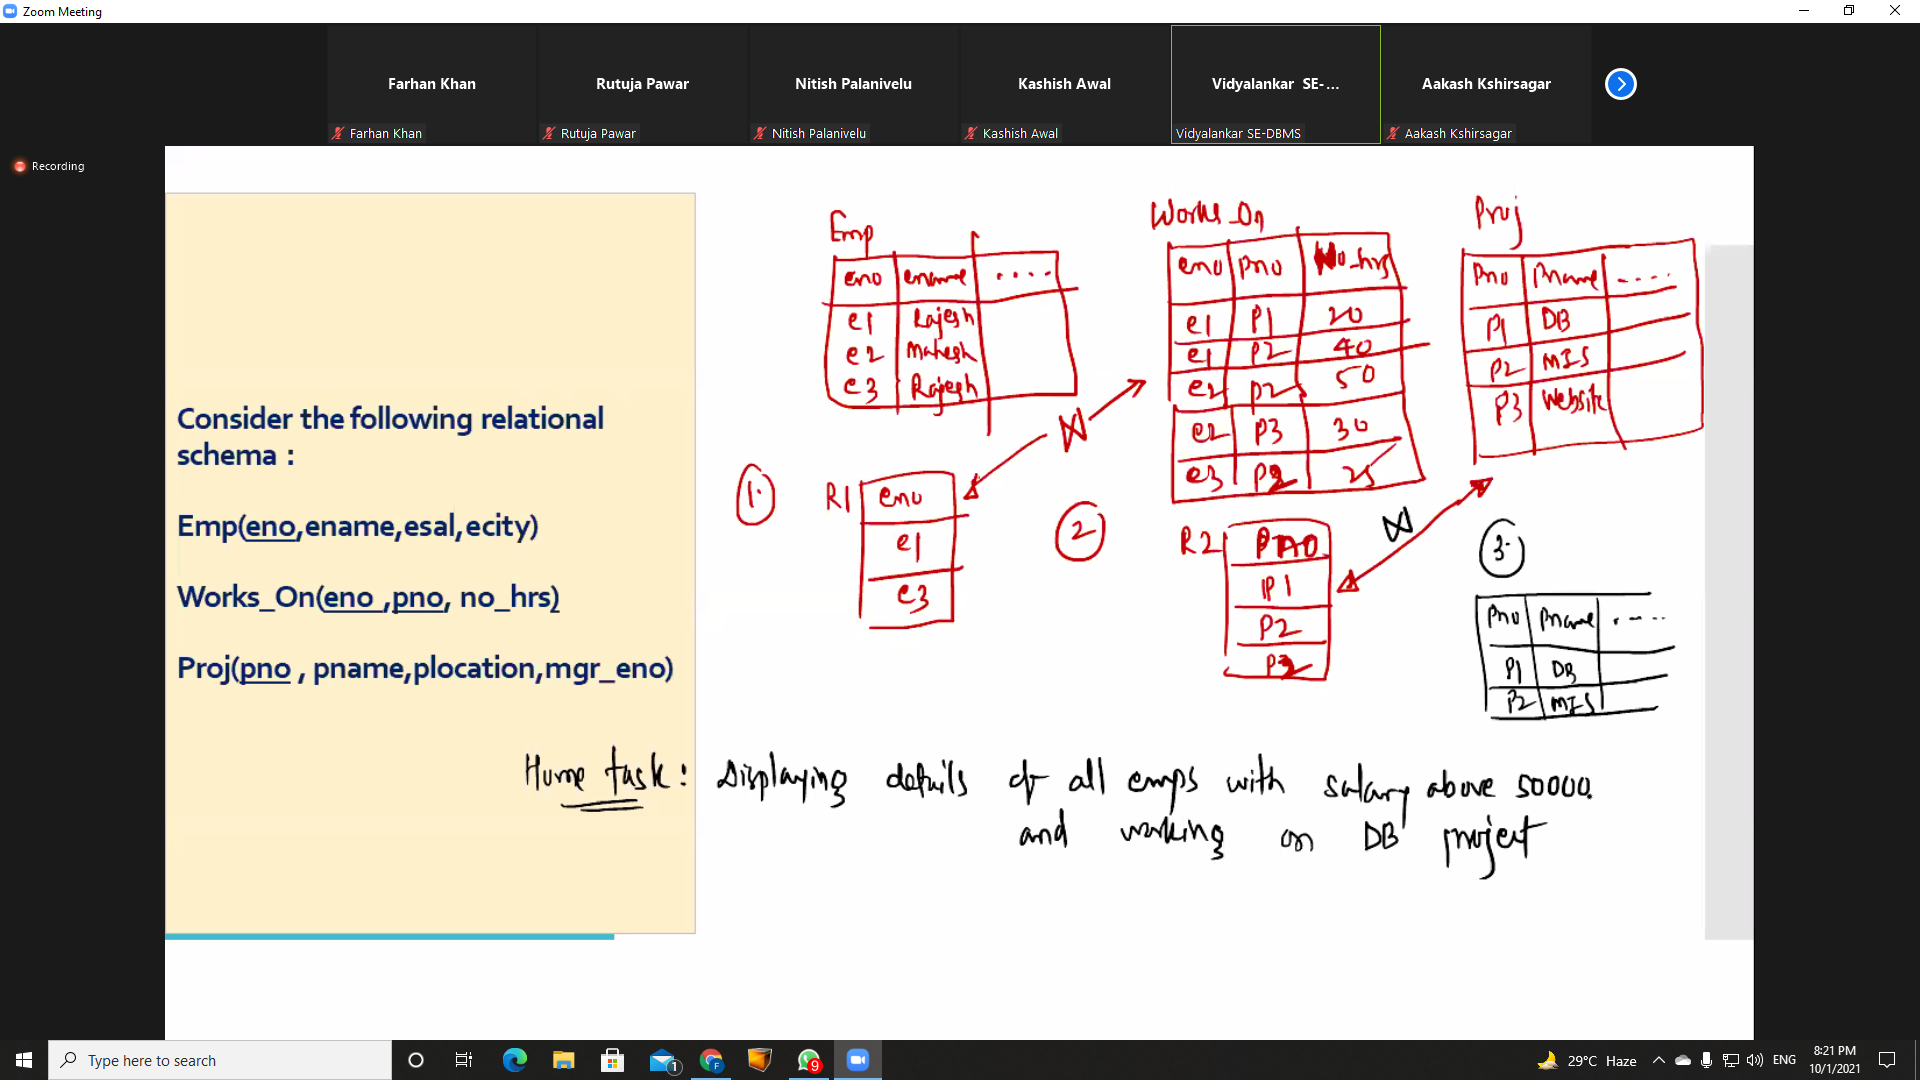 Zoom Meeting
Farhan Khan
Rutuja Pawar
Nitish Palanivelu
Kashish Awal
Vidyalankar SE-...
Aakash Kshirsagar
Farhan Khan
Rutuja Pawar
Nitish Palanivelu
Kashish Awal
Vidyalankar SE-DBMS
Aakash Kshirsagar
Recording
Consider the following relational
schema :
Emp(eno,ename,esal,ecity)
Works_On(eno ,pno, no_hrs)
Proj(pno , pname,plocation,mgr_eno)
Emp
eno ename ....
e1 Rajesh
e2 Mahesh
e3 Rajesh
Works_On
eno pno No_hrs
e1 P1 20
e1 P2 40
e2 P2 50
e2 P3 30
e3 P2 25
Proj
Pno Pname ....
P1 DB
P2 MIS
P3 Website
⋈
1.
R1 eno
e1
e3
2
R2 Pno
P1
P2
P2
⋈
3.
Pno Pname ....
P1 DB
P2 MIS
Home task : Displaying details of all emps with salary above 50000.
and working on DB project
Type here to search
1
F
9
29°C Haze
ENG
8:21 PM
10/1/2021